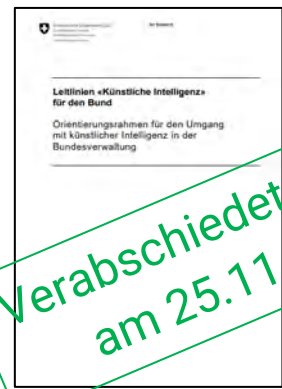 Leitlinien «Künstliche Intelligenz»
für den Bund
Orientierungsrahmen für den Umgang
mit künstlicher Intelligenz in der
Bundesverwaltung
Verabschiedet
am 25.11